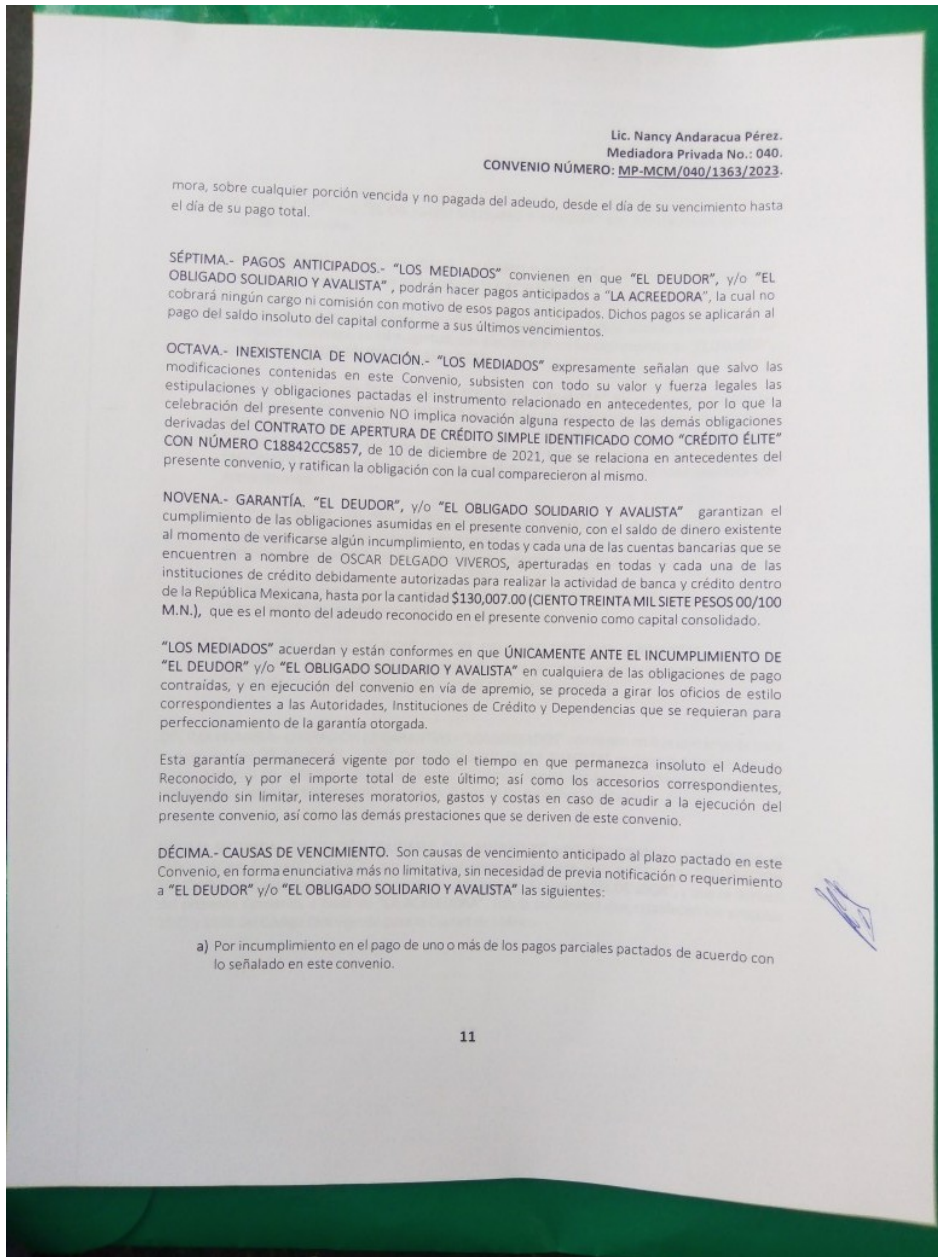 Lic. Nancy Andaracua Pérez.
Mediadora Privada No.: 040.
CONVENIO NÚMERO: MP-MCM/040/1363/2023.
mora, sobre cualquier porción vencida y no pagada del adeudo, desde el día de su vencimiento hasta
el día de su pago total.
SÉPTIMA.- PAGOS ANTICIPADOS.- "LOS MEDIADOS" convienen en que "EL DEUDOR", y/o "EL
OBLIGADO SOLIDARIO Y AVALISTA" , podrán hacer pagos anticipados a "LA ACREEDORA", la cual no
cobrará ningún cargo ni comisión con motivo de esos pagos anticipados. Dichos pagos se aplicarán al
pago del saldo insoluto del capital conforme a sus últimos vencimientos.
OCTAVA.- INEXISTENCIA DE NOVACIÓN.- "LOS MEDIADOS" expresamente señalan que salvo las
modificaciones contenidas en este Convenio, subsisten con todo su valor y fuerza legales las
estipulaciones y obligaciones pactadas el instrumento relacionado en antecedentes, por lo que la
celebración del presente convenio NO implica novación alguna respecto de las demás obligaciones
derivadas del CONTRATO DE APERTURA DE CRÉDITO SIMPLE IDENTIFICADO COMO "CRÉDITO ÉLITE"
CON NÚMERO C18842CC5857, de 10 de diciembre de 2021, que se relaciona en antecedentes del
presente convenio, y ratifican la obligación con la cual comparecieron al mismo.
NOVENA.- GARANTÍA. "EL DEUDOR", y/o "EL OBLIGADO SOLIDARIO Y AVALISTA" garantizan el
cumplimiento de las obligaciones asumidas en el presente convenio, con el saldo de dinero existente
al momento de verificarse algún incumplimiento, en todas y cada una de las cuentas bancarias que se
encuentren a nombre de OSCAR DELGADO VIVEROS, aperturadas en todas y cada una de las
instituciones de crédito debidamente autorizadas para realizar la actividad de banca y crédito dentro
de la República Mexicana, hasta por la cantidad $130,007.00 (CIENTO TREINTA MIL SIETE PESOS 00/100
M.N.), que es el monto del adeudo reconocido en el presente convenio como capital consolidado.
"LOS MEDIADOS" acuerdan y están conformes en que ÚNICAMENTE ANTE EL INCUMPLIMIENTO DE
"EL DEUDOR" y/o "EL OBLIGADO SOLIDARIO Y AVALISTA" en cualquiera de las obligaciones de pago
contraídas, y en ejecución del convenio en vía de apremio, se proceda a girar los oficios de estilo
correspondientes a las Autoridades, Instituciones de Crédito y Dependencias que se requieran para
perfeccionamiento de la garantía otorgada.
Esta garantía permanecerá vigente por todo el tiempo en que permanezca insoluto el Adeudo
Reconocido, y por el importe total de este último; así como los accesorios correspondientes,
incluyendo sin limitar, intereses moratorios, gastos y costas en caso de acudir a la ejecución del
presente convenio, así como las demás prestaciones que se deriven de este convenio.
DÉCIMA.- CAUSAS DE VENCIMIENTO. Son causas de vencimiento anticipado al plazo pactado en este
Convenio, en forma enunciativa más no limitativa, sin necesidad de previa notificación o requerimiento
a "EL DEUDOR" y/o "EL OBLIGADO SOLIDARIO Y AVALISTA" las siguientes:
a) Por incumplimiento en el pago de uno o más de los pagos parciales pactados de acuerdo con
lo señalado en este convenio.
11